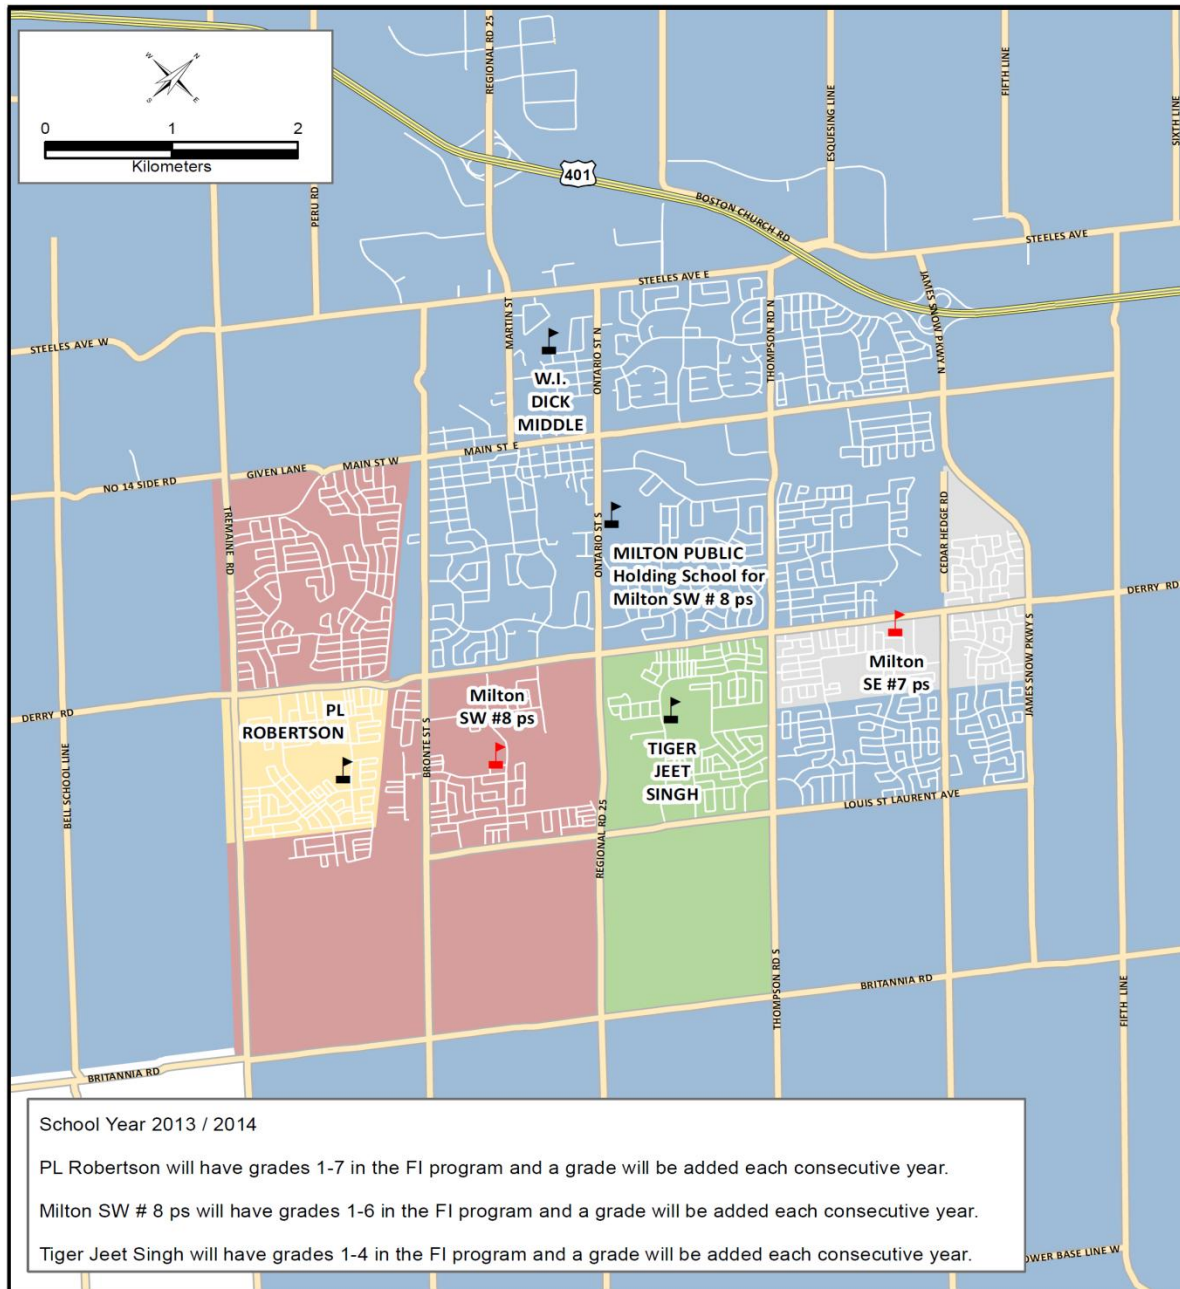 REGIONAL RD 25
FIFTH LINE
ESQUESING LINE
SIXTH LINE
W
N
S
E
0 1 2
Kilometers
PERU RD
401
BOSTON CHURCH RD
STEELES AVE
STEELES AVE E
JAMES SNOW PKWY N
MARTIN ST
ONTARIO ST N
THOMPSON RD N
STEELES AVE W
W.I.
DICK
MIDDLE
MAIN ST E
MAIN ST W
GIVEN LANE
NO 14 SIDE RD
TREMAINE RD
ONTARIO ST S
CEDAR HEDGE RD
MILTON PUBLIC
Holding School for
Milton SW # 8 ps
DERRY RD
JAMES SNOW PKWY S
Milton
SE #7 ps
Milton
SW #8 ps
PL
ROBERTSON
DERRY RD
BELL SCHOOL LINE
BRONTE ST S
TIGER
JEET
SINGH
LOUIS ST LAURENT AVE
REGIONAL RD 25
THOMPSON RD S
BRITANNIA RD
FIFTH LINE
BRITANNIA RD
School Year 2013 / 2014
PL Robertson will have grades 1-7 in the FI program and a grade will be added each consecutive year.
Milton SW # 8 ps will have grades 1-6 in the FI program and a grade will be added each consecutive year.
Tiger Jeet Singh will have grades 1-4 in the FI program and a grade will be added each consecutive year.
OWER BASE LINE W